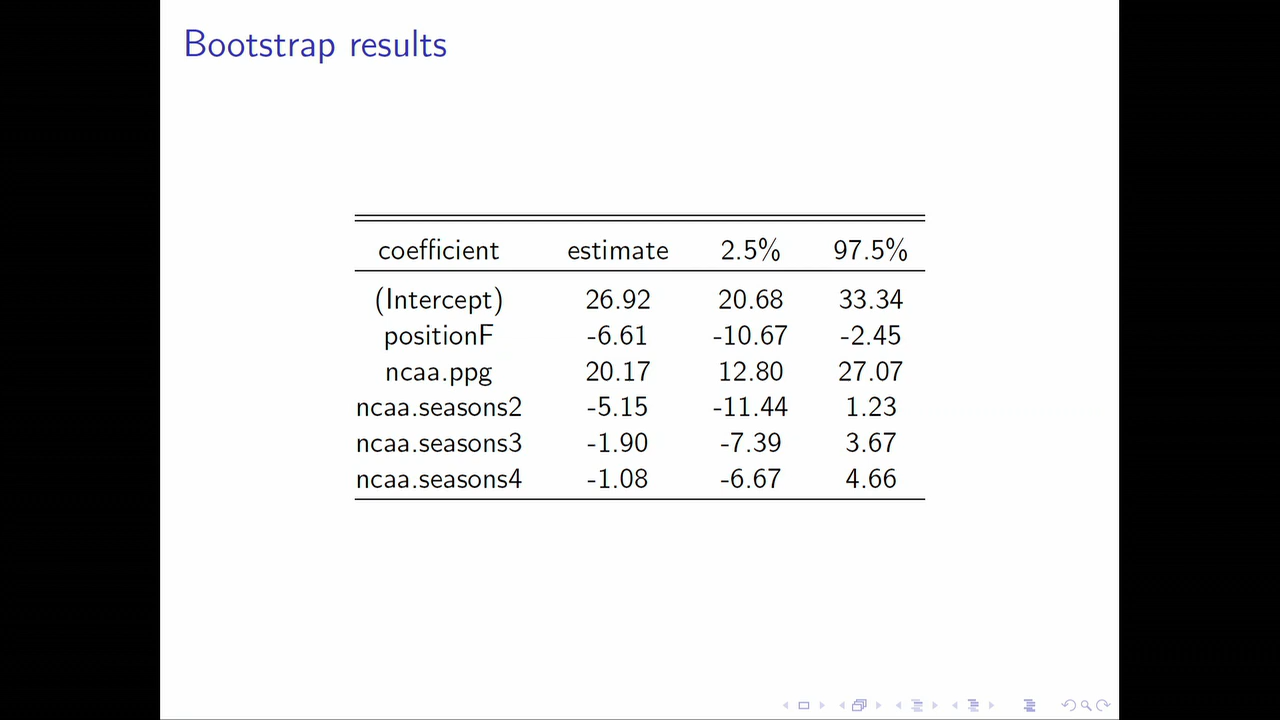 Bootstrap results
coefficient estimate 2.5% 97.5%
(Intercept) 26.92 20.68 33.34
positionF -6.61 -10.67 -2.45
ncaa.ppg 20.17 12.80 27.07
ncaa.seasons2 -5.15 -11.44 1.23
ncaa.seasons3 -1.90 -7.39 3.67
ncaa.seasons4 -1.08 -6.67 4.66